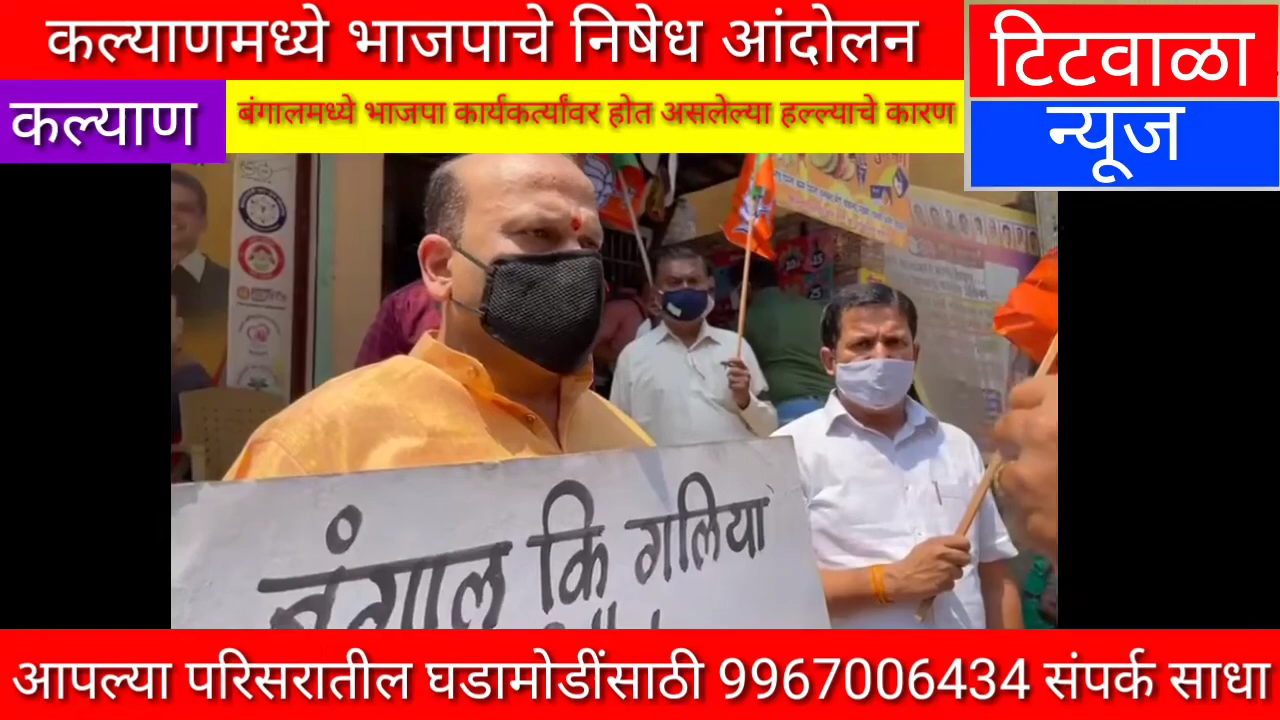 कल्याणमध्ये भाजपाचे निषेध आंदोलन
टिटवाळा
न्यूज
कल्याण
बंगालमध्ये भाजपा कार्यकर्त्यांवर होत असलेल्या हल्ल्याचे कारण
बंगाल कि गलियां
आपल्या परिसरातील घडामोडींसाठी 9967006434 संपर्क साधा